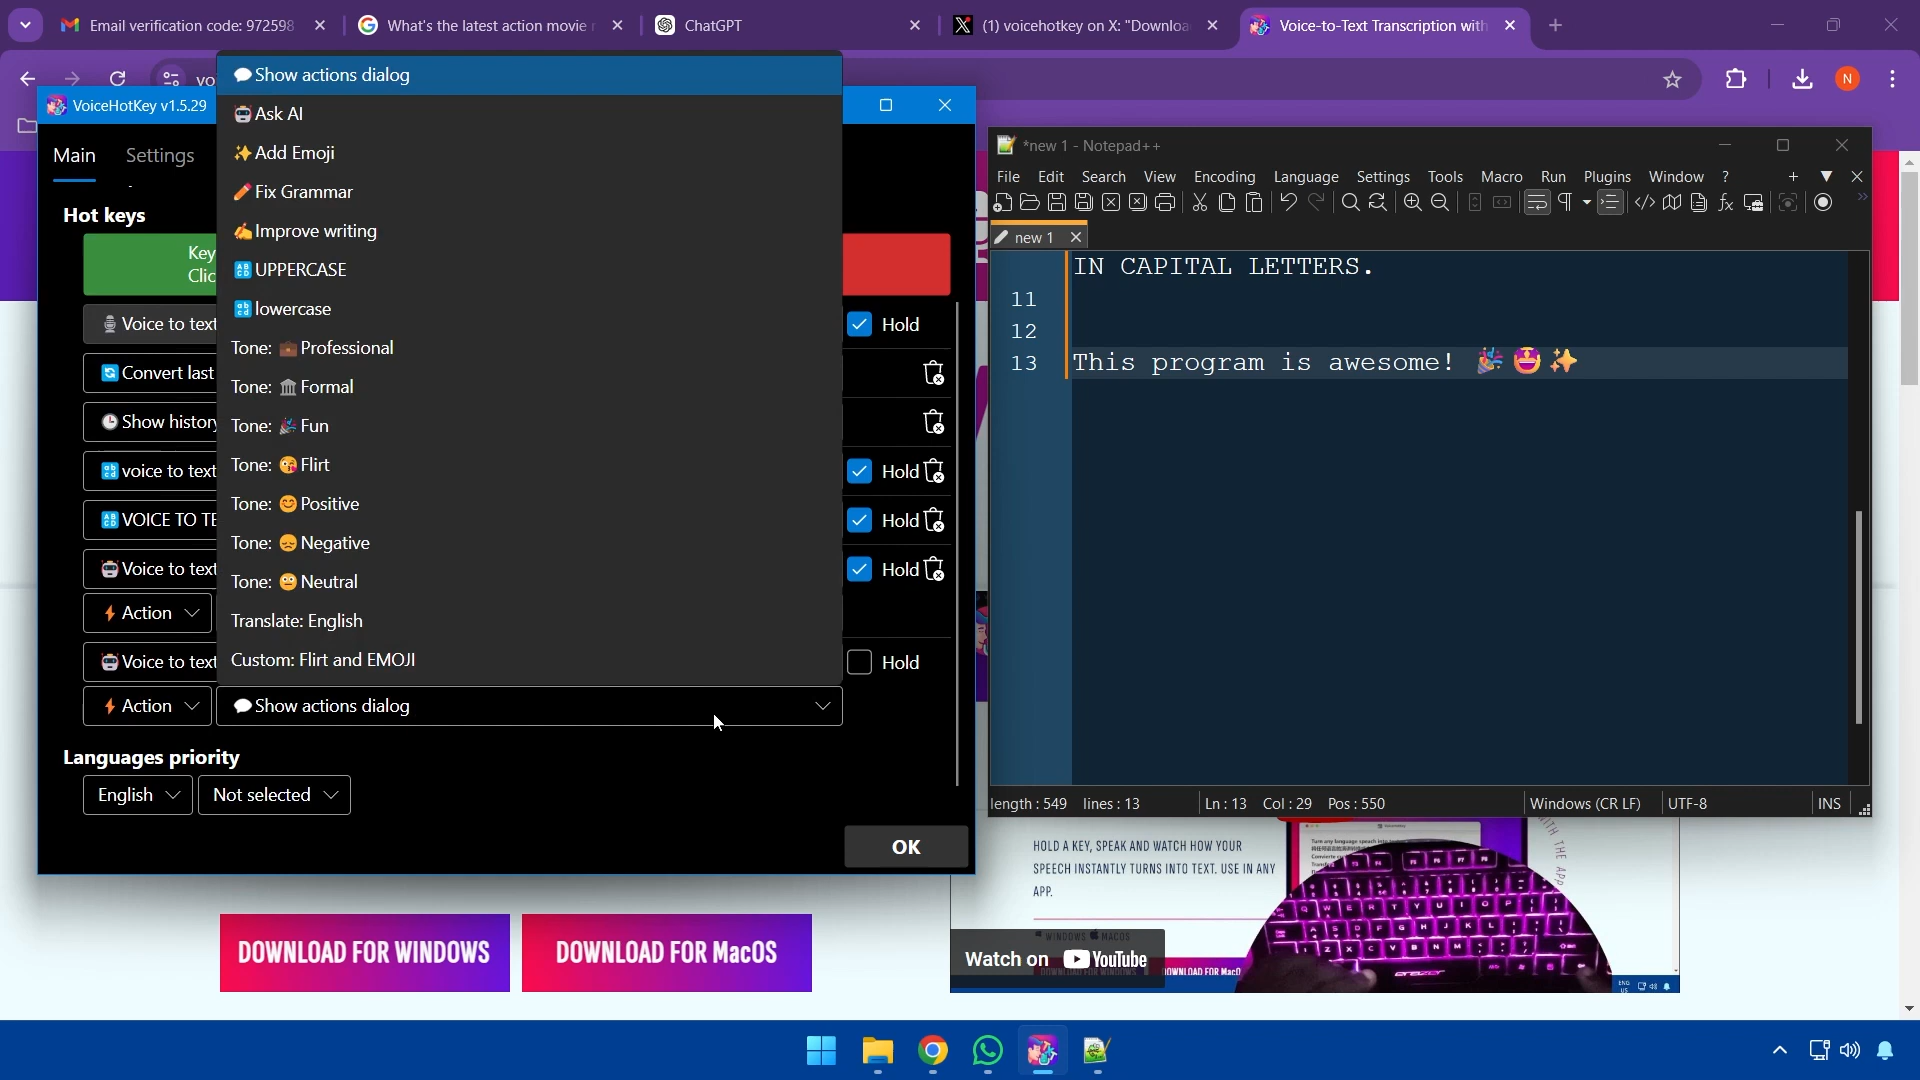 Email verification code: 972598
What's the latest action movie r
ChatGPT
(1) voicehotkey on X: "Downloa
Voice-to-Text Transcription with
vo
N
VoiceHotKey v1.5.29
Main
Settings
Hot keys
Key
Clic
Voice to text
Hold
Convert last
Show history
voice to text
Hold
VOICE TO TE
Hold
Voice to text
Hold
Action
Voice to text
Hold
Action
Show actions dialog
Show actions dialog
Ask AI
Add Emoji
Fix Grammar
Improve writing
UPPERCASE
lowercase
Tone: Professional
Tone: Formal
Tone: Fun
Tone: Flirt
Tone: Positive
Tone: Negative
Tone: Neutral
Translate: English
Custom: Flirt and EMOJI
Languages priority
English
Not selected
OK
*new 1 - Notepad++
File Edit Search View Encoding Language Settings Tools Macro Run Plugins Window ?
new 1
IN CAPITAL LETTERS.
11
12
13 This program is awesome! 🎉🤩✨
length : 549 lines : 13
Ln : 13 Col : 29 Pos : 550
Windows (CR LF)
UTF-8
INS
HOLD A KEY, SPEAK AND WATCH HOW YOUR
SPEECH INSTANTLY TURNS INTO TEXT. USE IN ANY
APP.
WINDOWS MACOS
Watch on YouTube
DOWNLOAD FOR WINDOWS
DOWNLOAD FOR MacOS